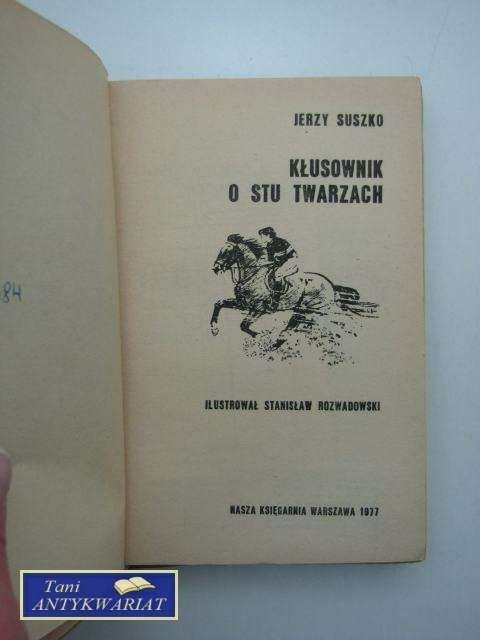 JERZY SUSZKO
KŁUSOWNIK
O STU TWARZACH
ILUSTROWAŁ STANISŁAW ROZWADOWSKI
NASZA KSIĘGARNIA WARSZAWA 1977
84
Tani
ANTYKWARIAT